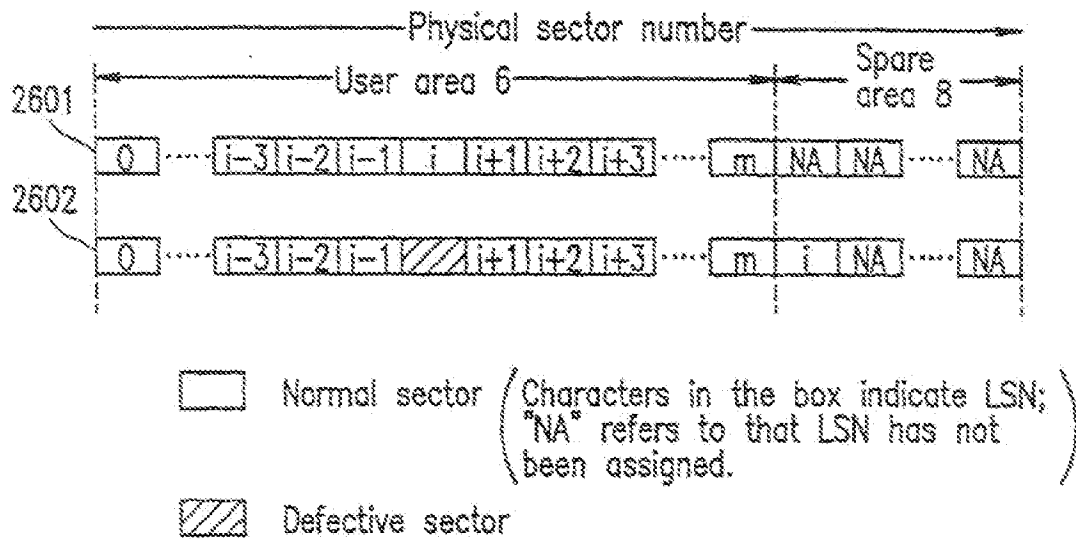 Physical sector number
User area 6
Spare
area 8
2601
0 i-3 i-2 i-1 i i+1 i+2 i+3 m NA NA NA
2602
0 i-3 i-2 i-1 i+1 i+2 i+3 m i NA NA
Normal sector (Characters in the box indicate LSN;
"NA" refers to that LSN has not
been assigned.)
Defective sector